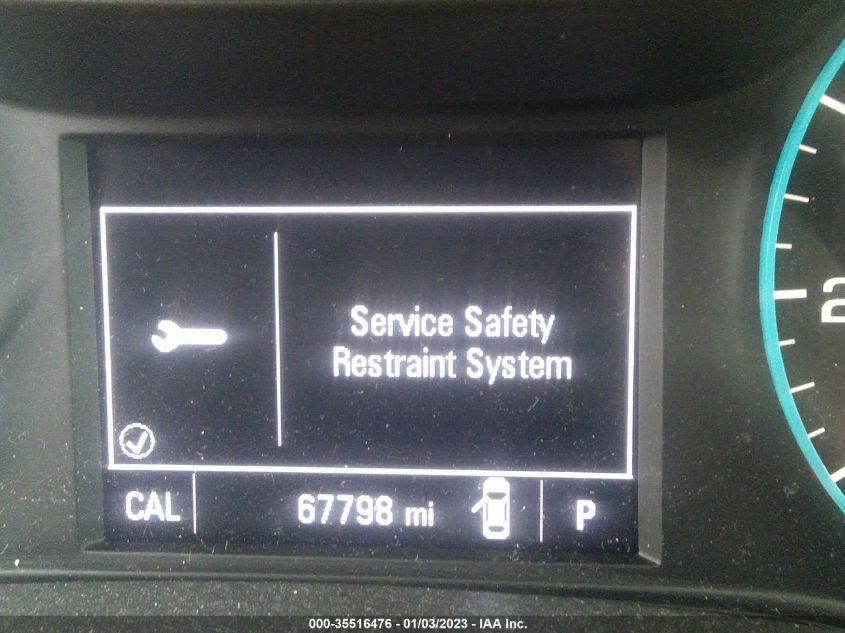 Service Safety
Restraint System
CAL 67798 mi P
000-35516476 - 01/03/2023 - IAA Inc.